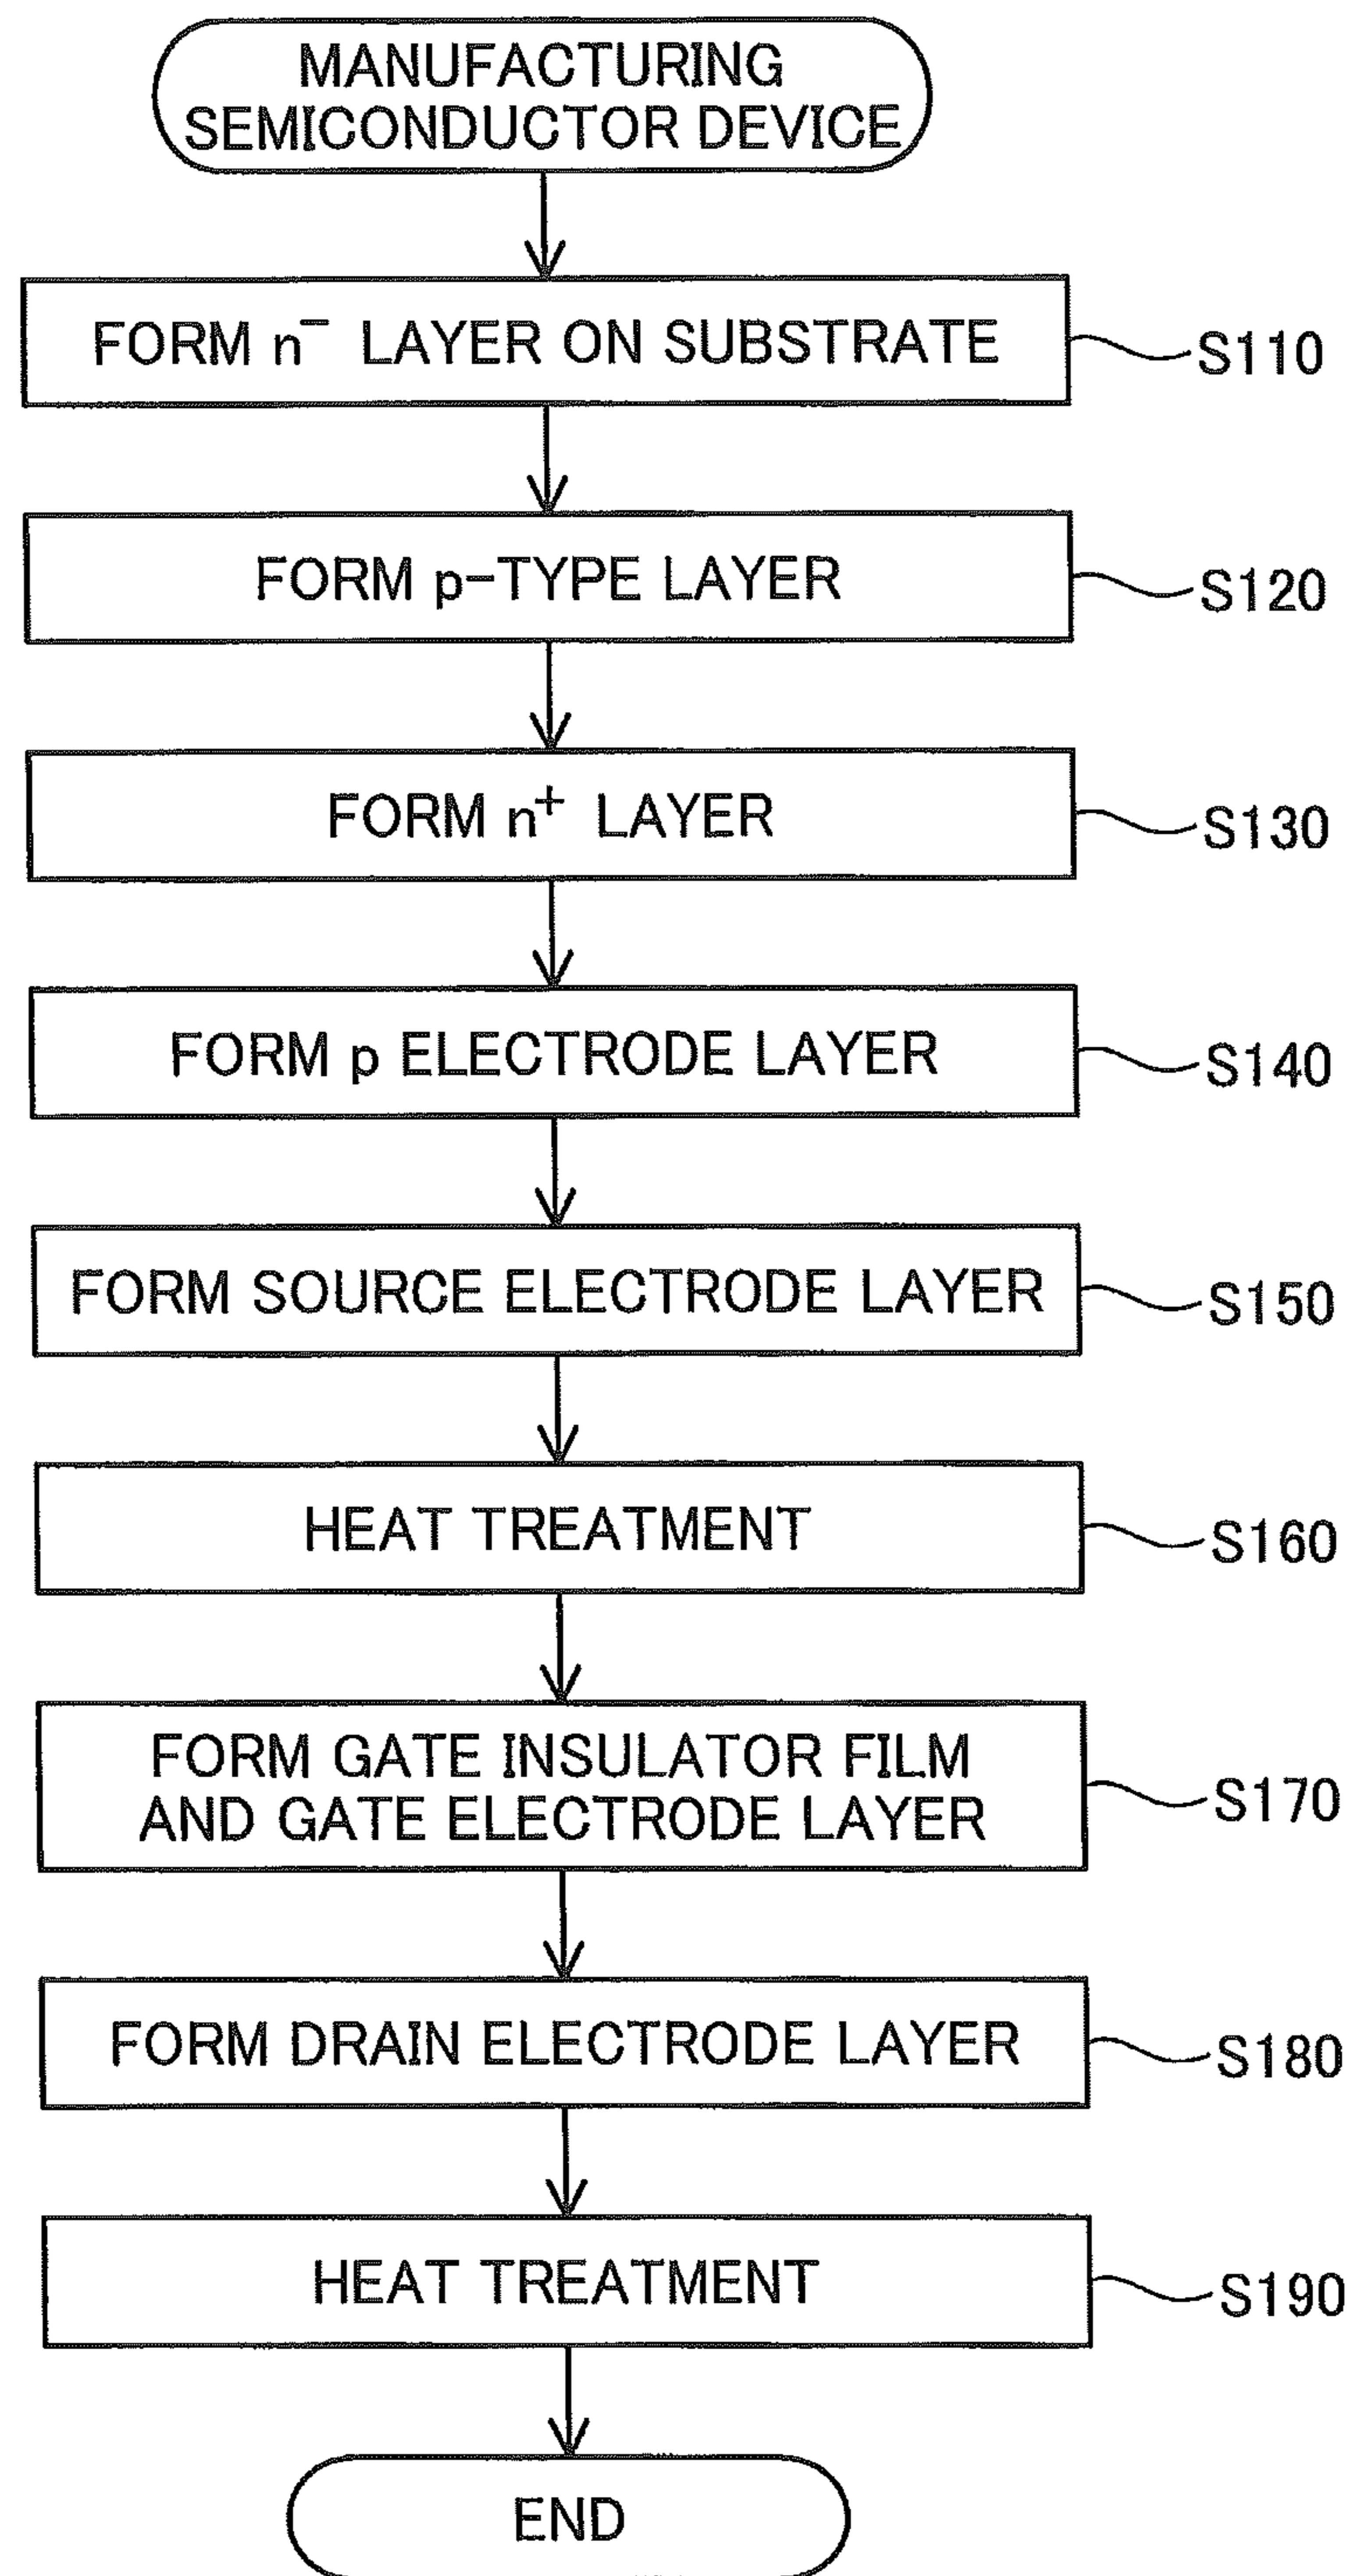 MANUFACTURING
SEMICONDUCTOR DEVICE
FORM n⁻ LAYER ON SUBSTRATE
S110
FORM p-TYPE LAYER
S120
FORM n⁺ LAYER
S130
FORM p ELECTRODE LAYER
S140
FORM SOURCE ELECTRODE LAYER
S150
HEAT TREATMENT
S160
FORM GATE INSULATOR FILM
AND GATE ELECTRODE LAYER
S170
FORM DRAIN ELECTRODE LAYER
S180
HEAT TREATMENT
S190
END